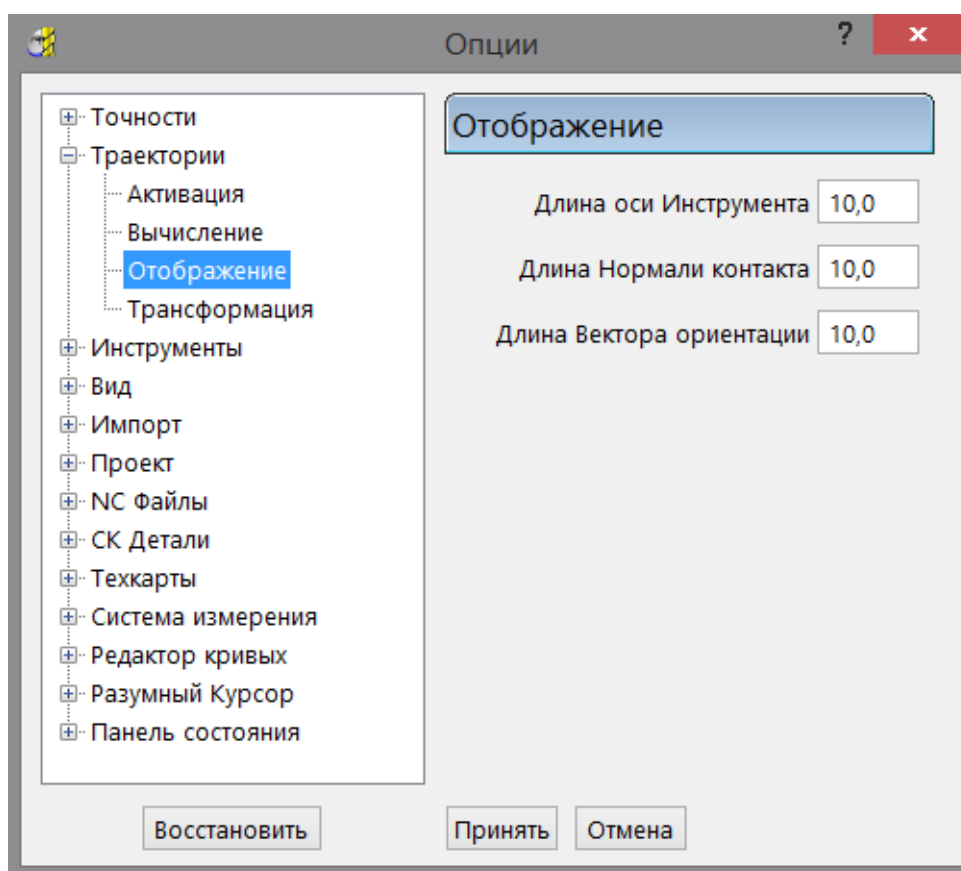 Опции
?
Точности
Траектории
Активация
Вычисление
Отображение
Трансформация
Инструменты
Вид
Импорт
Проект
NC Файлы
СК Детали
Техкарты
Система измерения
Редактор кривых
Разумный Курсор
Панель состояния
Отображение
Длина оси Инструмента 10,0
Длина Нормали контакта 10,0
Длина Вектора ориентации 10,0
Восстановить Принять Отмена